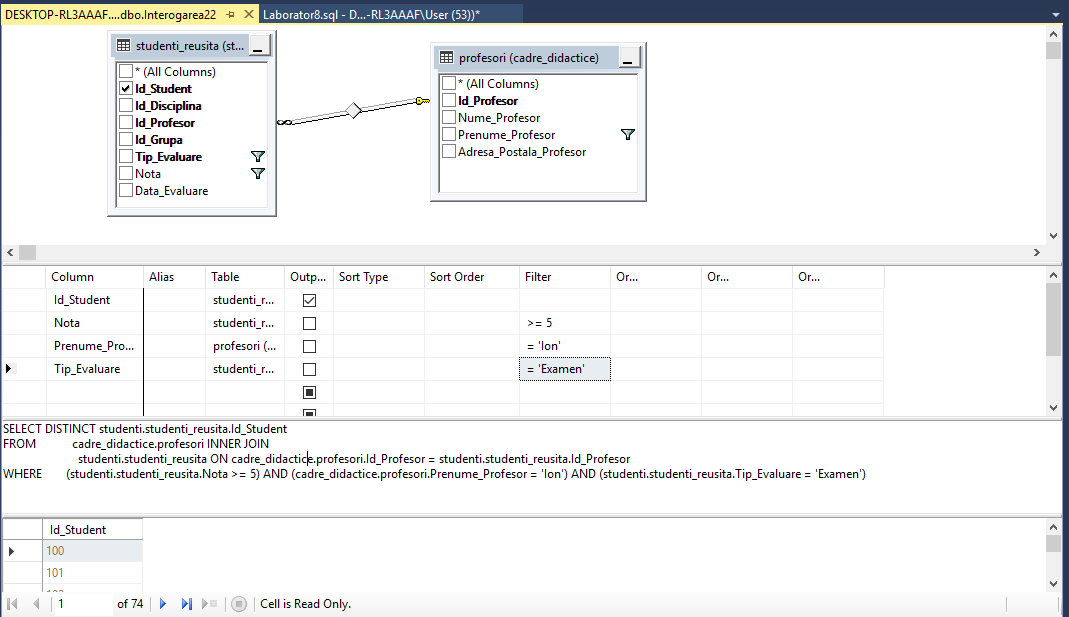 DESKTOP-RL3AAAF....dbo.Interogarea22 Laborator8.sql - D...-RL3AAAF\User (53))*
studenti_reusita (st...
* (All Columns)
Id_Student
Id_Disciplina
Id_Profesor
Id_Grupa
Tip_Evaluare
Nota
Data_Evaluare
profesori (cadre_didactice)
* (All Columns)
Id_Profesor
Nume_Profesor
Prenume_Profesor
Adresa_Postala_Profesor
Column Alias Table Outp... Sort Type Sort Order Filter Or... Or... Or...
Id_Student studenti_r...
Nota studenti_r... >= 5
Prenume_Pro... profesori (... = 'Ion'
Tip_Evaluare studenti_r... = 'Examen'
SELECT DISTINCT studenti.studenti_reusita.Id_Student
FROM cadre_didactice.profesori INNER JOIN
studenti.studenti_reusita ON cadre_didactice.profesori.Id_Profesor = studenti.studenti_reusita.Id_Profesor
WHERE (studenti.studenti_reusita.Nota >= 5) AND (cadre_didactice.profesori.Prenume_Profesor = 'Ion') AND (studenti.studenti_reusita.Tip_Evaluare = 'Examen')
Id_Student
100
101
1 of 74 Cell is Read Only.